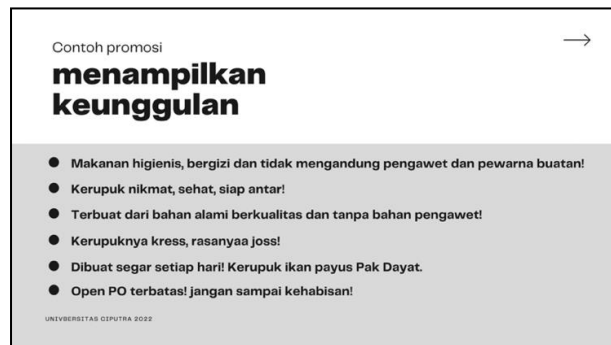 Contoh promosi
menampilkan
keunggulan
Makanan higienis, bergizi dan tidak mengandung pengawet dan pewarna buatan!
Kerupuk nikmat, sehat, siap antar!
Terbuat dari bahan alami berkualitas dan tanpa bahan pengawet!
Kerupuknya kress, rasanyaa joss!
Dibuat segar setiap hari! Kerupuk ikan payus Pak Dayat.
Open PO terbatas! jangan sampai kehabisan!
UNIVBERSITAS CIPUTRA 2022